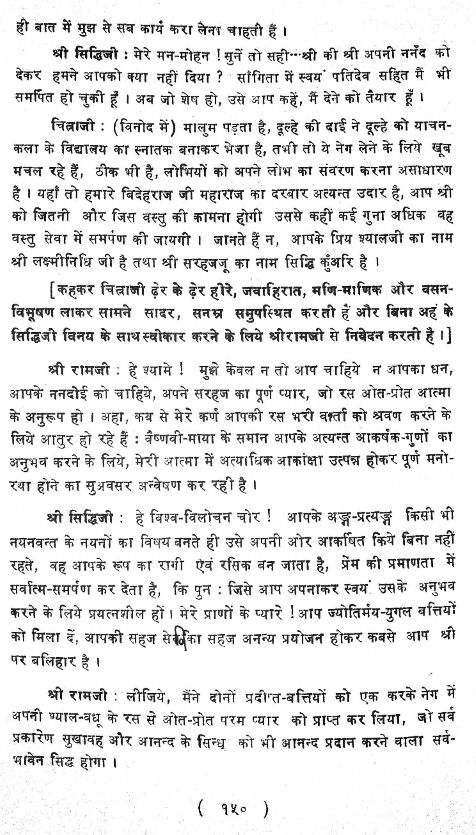 ही बात में मुझ से सब कार्य करा लेना चाहती हैं ।
श्री सिद्धिजी : मेरे मन-मोहन ! सुनें तो सही···श्री की श्री अपनी ननँद को
देकर हमने आपको क्या नहीं दिया ? सांगिता में स्वयं पतिदेव सहित मैं भी
समर्पित हो चुकी हूँ । अब जो शेष हो, उसे आप कहें, मैं देने को तैयार हूँ ।
चित्राजी : (विनोद में) मालुम पड़ता है, दूल्हे की दाई ने दूल्हे को याचन-
कला के विद्यालय का स्नातक बनाकर भेजा है, तभी तो ये नेग लेने के लिये खूब
मचल रहे हैं, ठीक भी है, लोभियों को अपने लोभ का संवरण करना असाधारण
है । यहाँ तो हमारे बिदेहराज जी महाराज का दरबार अत्यन्त उदार है, आप श्री
को जितनी और जिस वस्तु की कामना होगी उससे कहीं कई गुना अधिक वह
वस्तु सेवा में समर्पण की जायगी । जानते हैं न, आपके प्रिय श्यालजी का नाम
श्री लक्ष्मीनिधि जी है तथा श्री सरहजजू का नाम सिद्धि कुँअरि है ।
[कहकर चित्राजी ढ़ेर के ढ़ेर हीरे, जवाहिरात, मणि-माणिक और वसन-
विभूषण लाकर सामने सादर, सनम्र समुपस्थित करती हैं और बिना अहं के
सिद्धिजी विनय के साथ स्वीकार करने के लिये श्रीरामजी से निवेदन करती है ।]
श्री रामजी : हे श्यामे ! मुझे केवल न तो आप चाहिये न आपका धन,
आपके ननदोई को चाहिये, अपने सरहज का पूर्ण प्यार, जो रस ओत-प्रोत आत्मा
के अनुरूप हो । अहा, कब से मेरे कर्ण आपकी रस भरी वार्ता को श्रवण करने के
लिये आतुर हो रहे हैं : वैष्णवी-माया के समान आपके अत्यन्त आकर्षक-गुणों का
अनुभव करने के लिये, मेरी आत्मा में अत्याधिक आकांक्षा उत्पन्न होकर पूर्ण मनो-
रथा होने का सुअवसर अन्वेषण कर रही है ।
श्री सिद्धिजी : हे विश्व-विलोचन चोर ! आपके अङ्ग-प्रत्यङ्ग किसी भी
नयनवन्त के नयनों का विषय बनते ही उसे अपनी ओर आकर्षित किये बिना नहीं
रहते, वह आपके रूप का रागी एवं रसिक बन जाता है, प्रेम की प्रमाणता में
सर्वात्म-समर्पण कर देता है, कि पुन : जिसे आप अपनाकर स्वयं उसके अनुभव
करने के लिये प्रयत्नशील हों । मेरे प्राणों के प्यारे ! आप ज्योतिर्मय-युगल बत्तियों
को मिला दें, आपकी सहज सेविका सहज अनन्य प्रयोजन होकर कबसे आप श्री
पर बलिहार है ।
श्री रामजी : लीजिये, मैंने दोनों प्रदीप्त-बत्तियों को एक करके नेग में
अपनी श्याल-बधू के रस से ओत-प्रोत परम प्यार को प्राप्त कर लिया, जो सर्व
प्रकारेण सुखावह और आनन्द के सिन्धु को भी आनन्द प्रदान करने वाला सर्व-
भावेन सिद्ध होगा ।
( १५० )